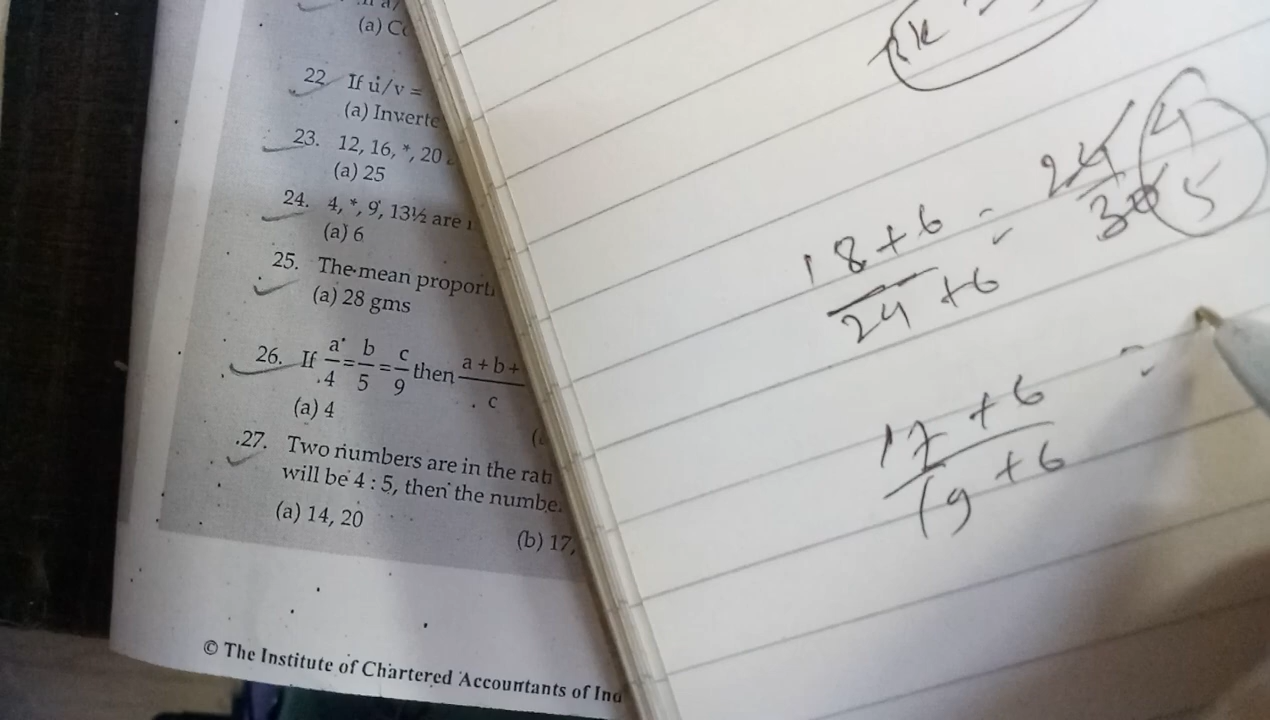 (a)
22 If u/v =
(a) Inverte
23. 12, 16, *, 20
(a) 25
24. 4, *, 9, 13½ are
(a) 6
25. The mean proporti
(a) 28 gms
26. If a/4 = b/5 = c/9 then a + b + / c
(a) 4
27. Two numbers are in the rati
will be 4 : 5, then the numbe
(a) 14, 20
(b) 17,
© The Institute of Chartered Accountants of Ind
18 + 6 / 24 + 6 = 24 / 30 4 / 5
17 + 6 / 19 + 6 =